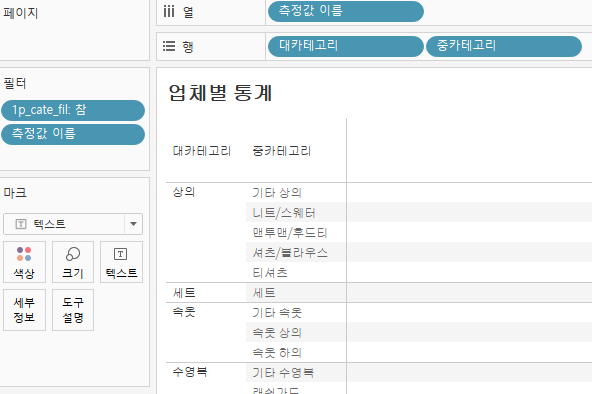 페이지
열
측정값 이름
행
대카테고리
중카테고리
필터
1p_cate_fil: 참
측정값 이름
마크
텍스트
색상
크기
텍스트
세부
정보
도구
설명
업체별 통계
대카테고리 중카테고리
상의 기타 상의
니트/스웨터
맨투맨/후드티
셔츠/블라우스
티셔츠
세트 세트
속옷 기타 속옷
속옷 상의
속옷 하의
수영복 기타 수영복
래쉬가드